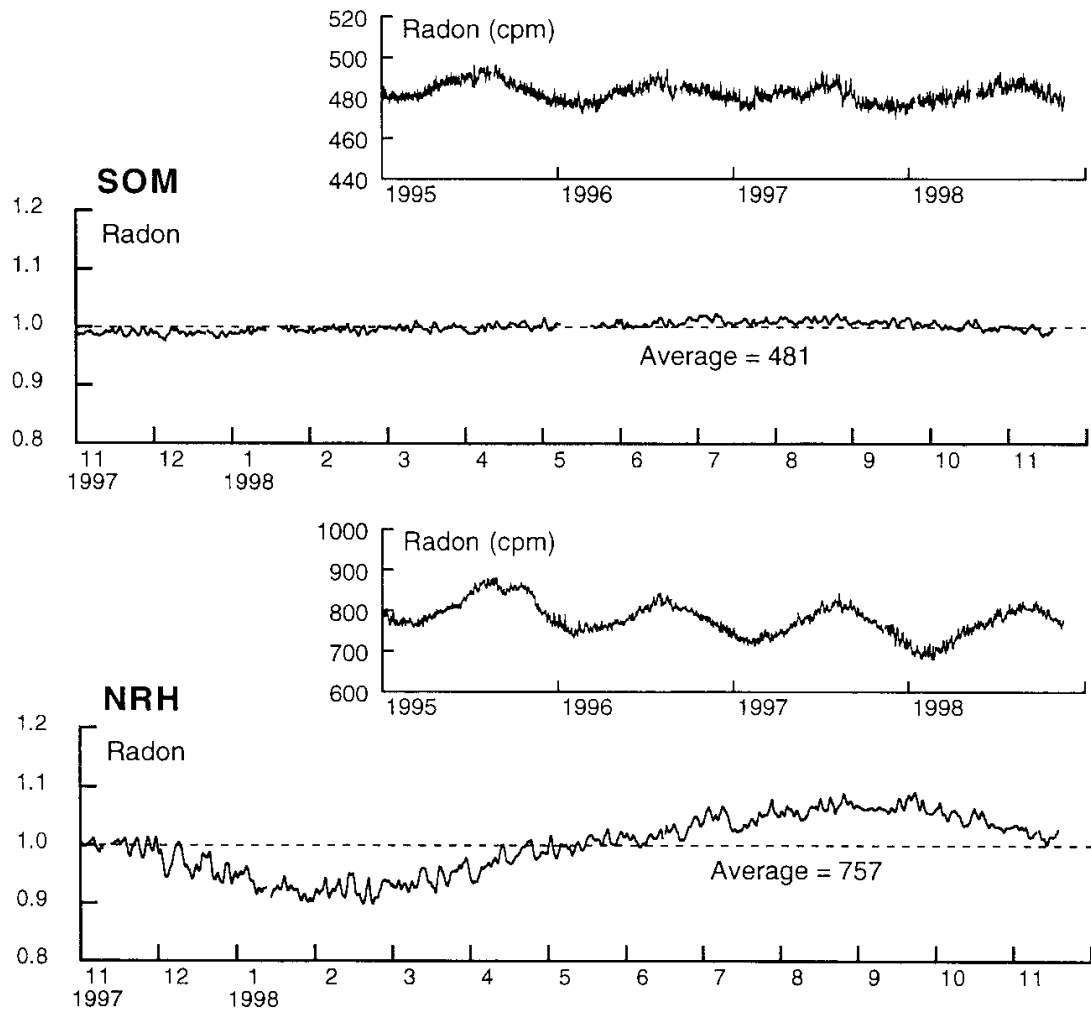 520
Radon (cpm)
500
480
460
440
1995 1996 1997 1998
SOM
1.2
Radon
1.1
1.0
Average = 481
0.9
0.8
11 12 1 2 3 4 5 6 7 8 9 10 11
1997 1998
1000
Radon (cpm)
900
800
700
600
1995 1996 1997 1998
NRH
1.2
Radon
1.1
1.0
Average = 757
0.9
0.8
11 12 1 2 3 4 5 6 7 8 9 10 11
1997 1998